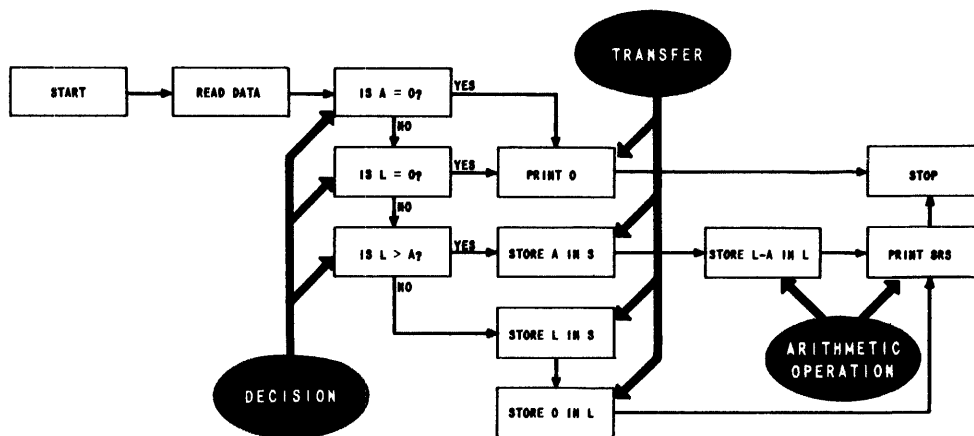 TRANSFER
START
READ DATA
IS A = 0?
YES
NO
IS L = 0?
YES
PRINT 0
STOP
NO
IS L > A?
YES
STORE A IN S
STORE L-A IN L
PRINT SRS
NO
STORE L IN S
ARITHMETIC
OPERATION
DECISION
STORE 0 IN L